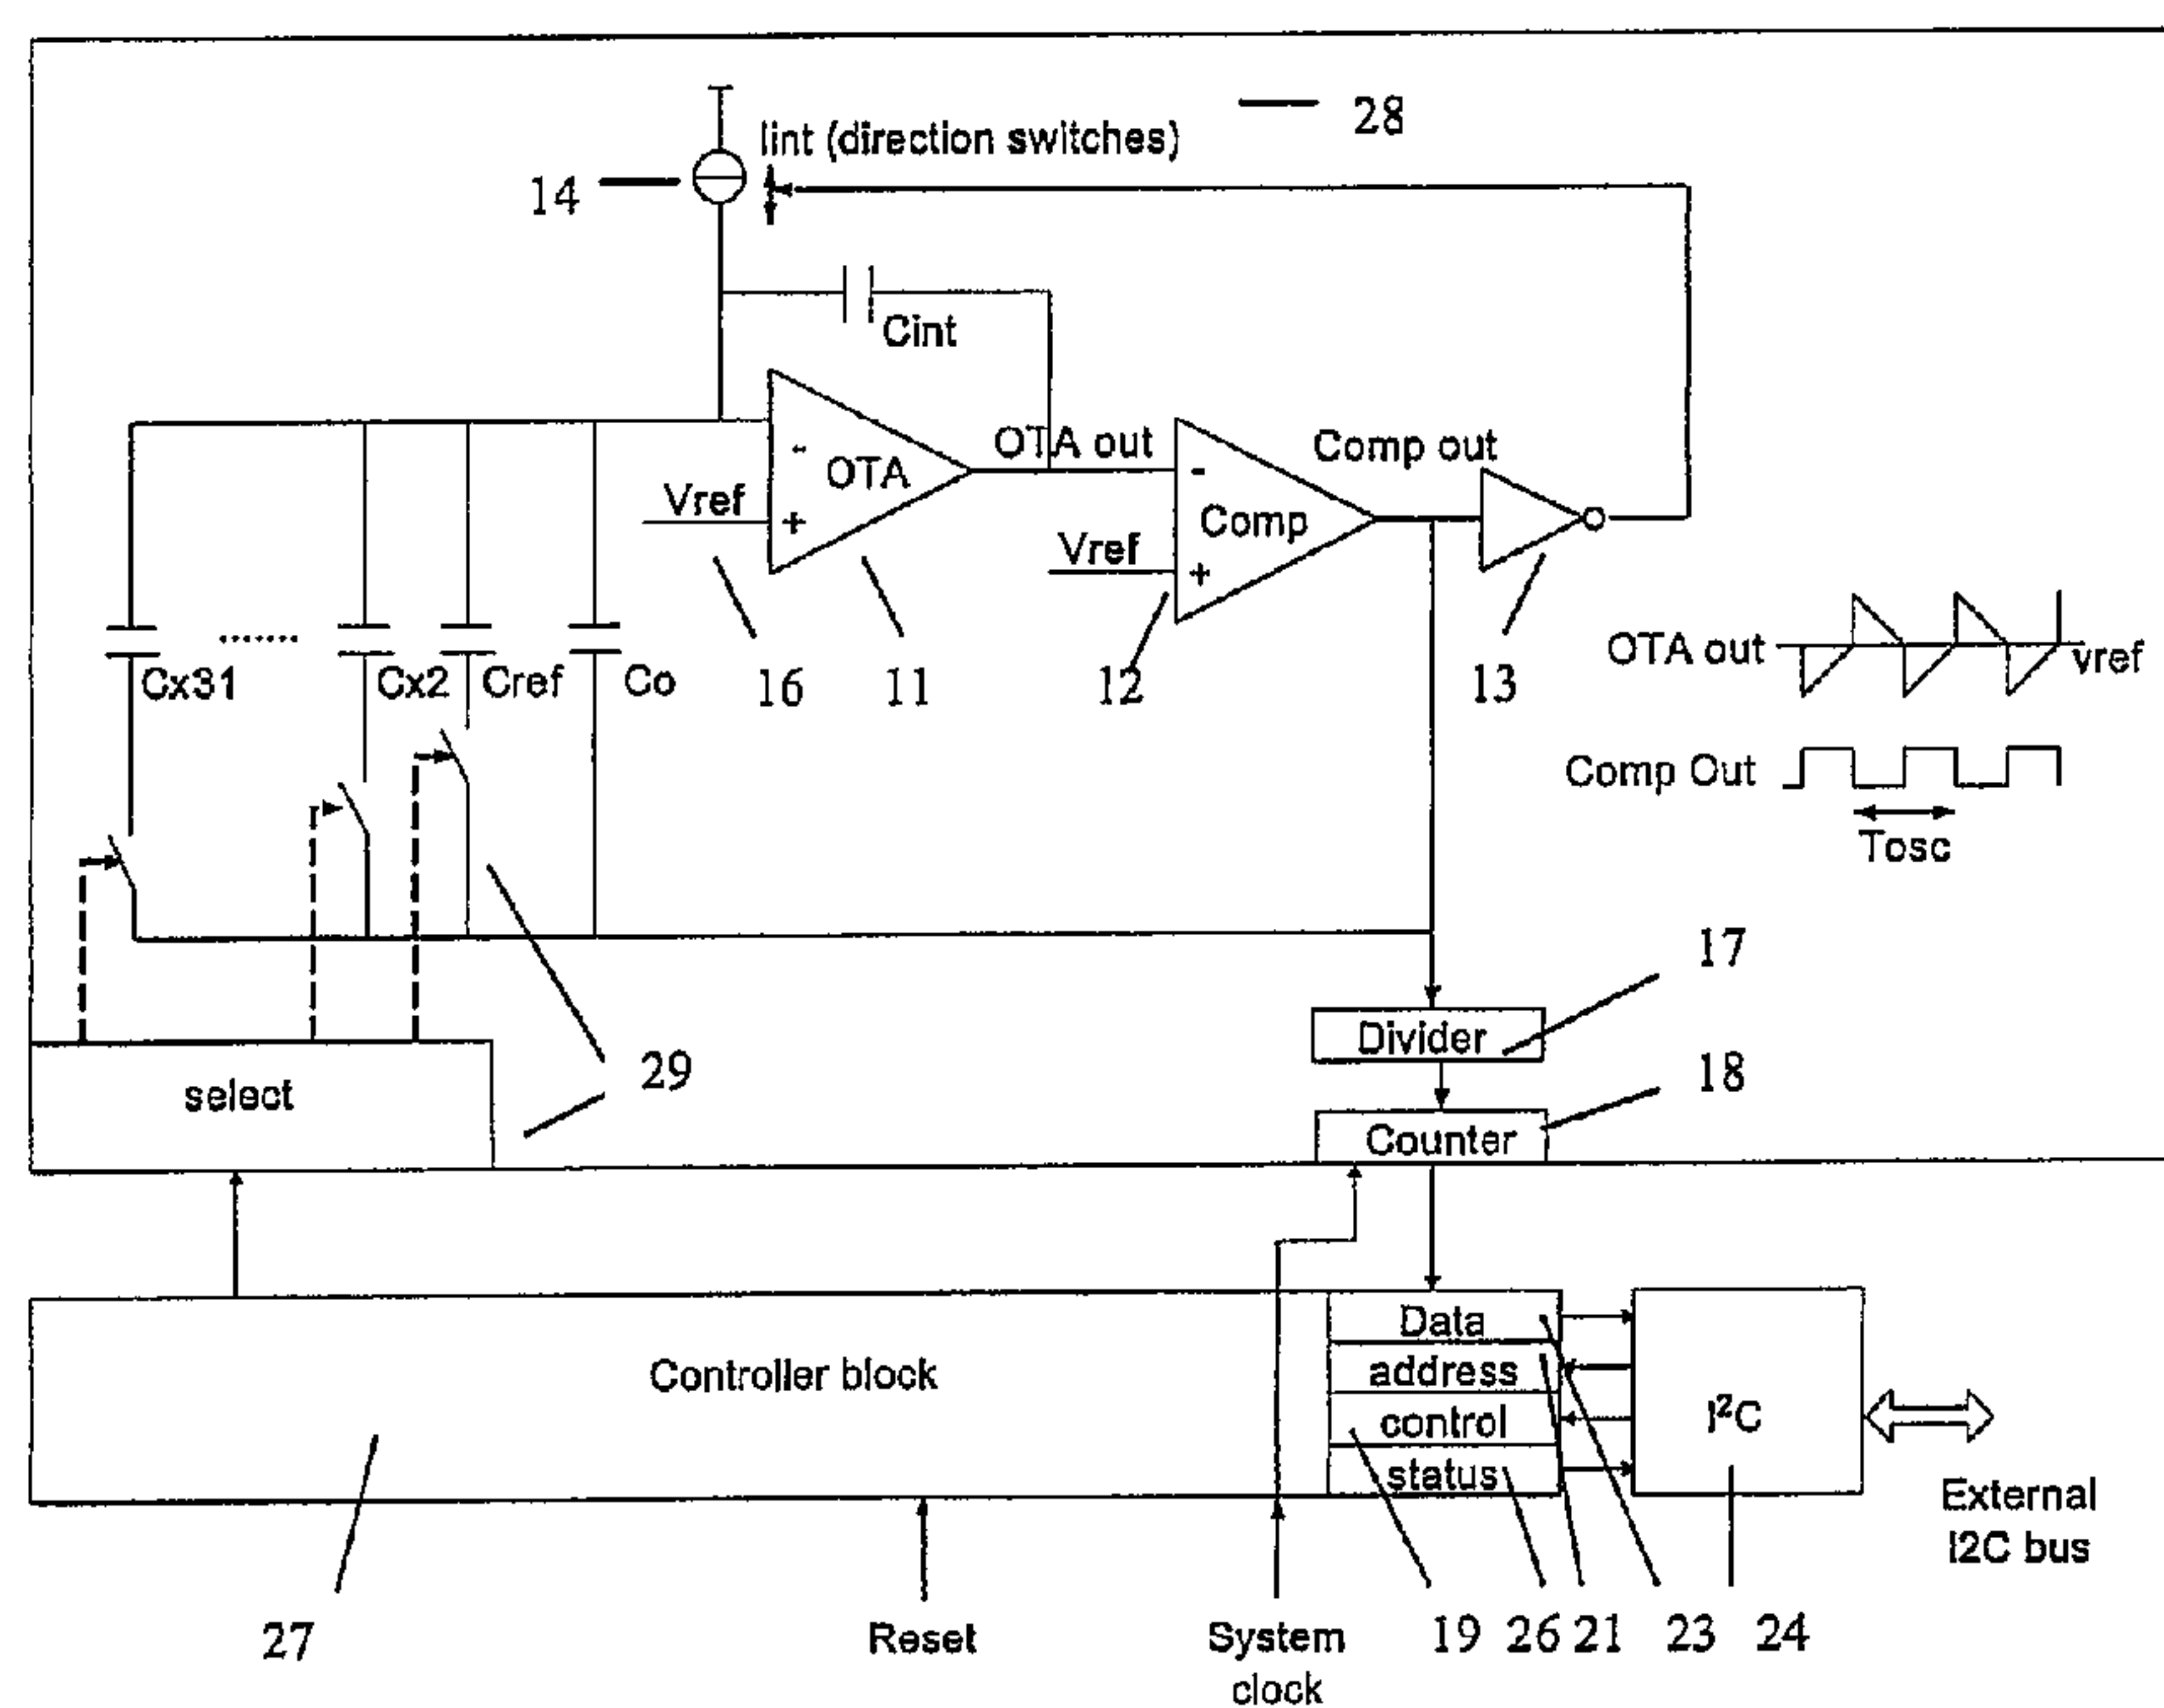 28
Iint (direction switches)
14
Cint
OTA out
Comp out
-
OTA
-
Vref
+
Comp
Vref
+
OTA out
vref
.......
Cx31
Cx2
Cref
Co
16
11
12
13
Comp Out
Tosc
17
Divider
29
18
select
Counter
Data
address
Controller block
control
I²C
status
External
I2C bus
27
Reset
System
clock
19
26
21
23
24